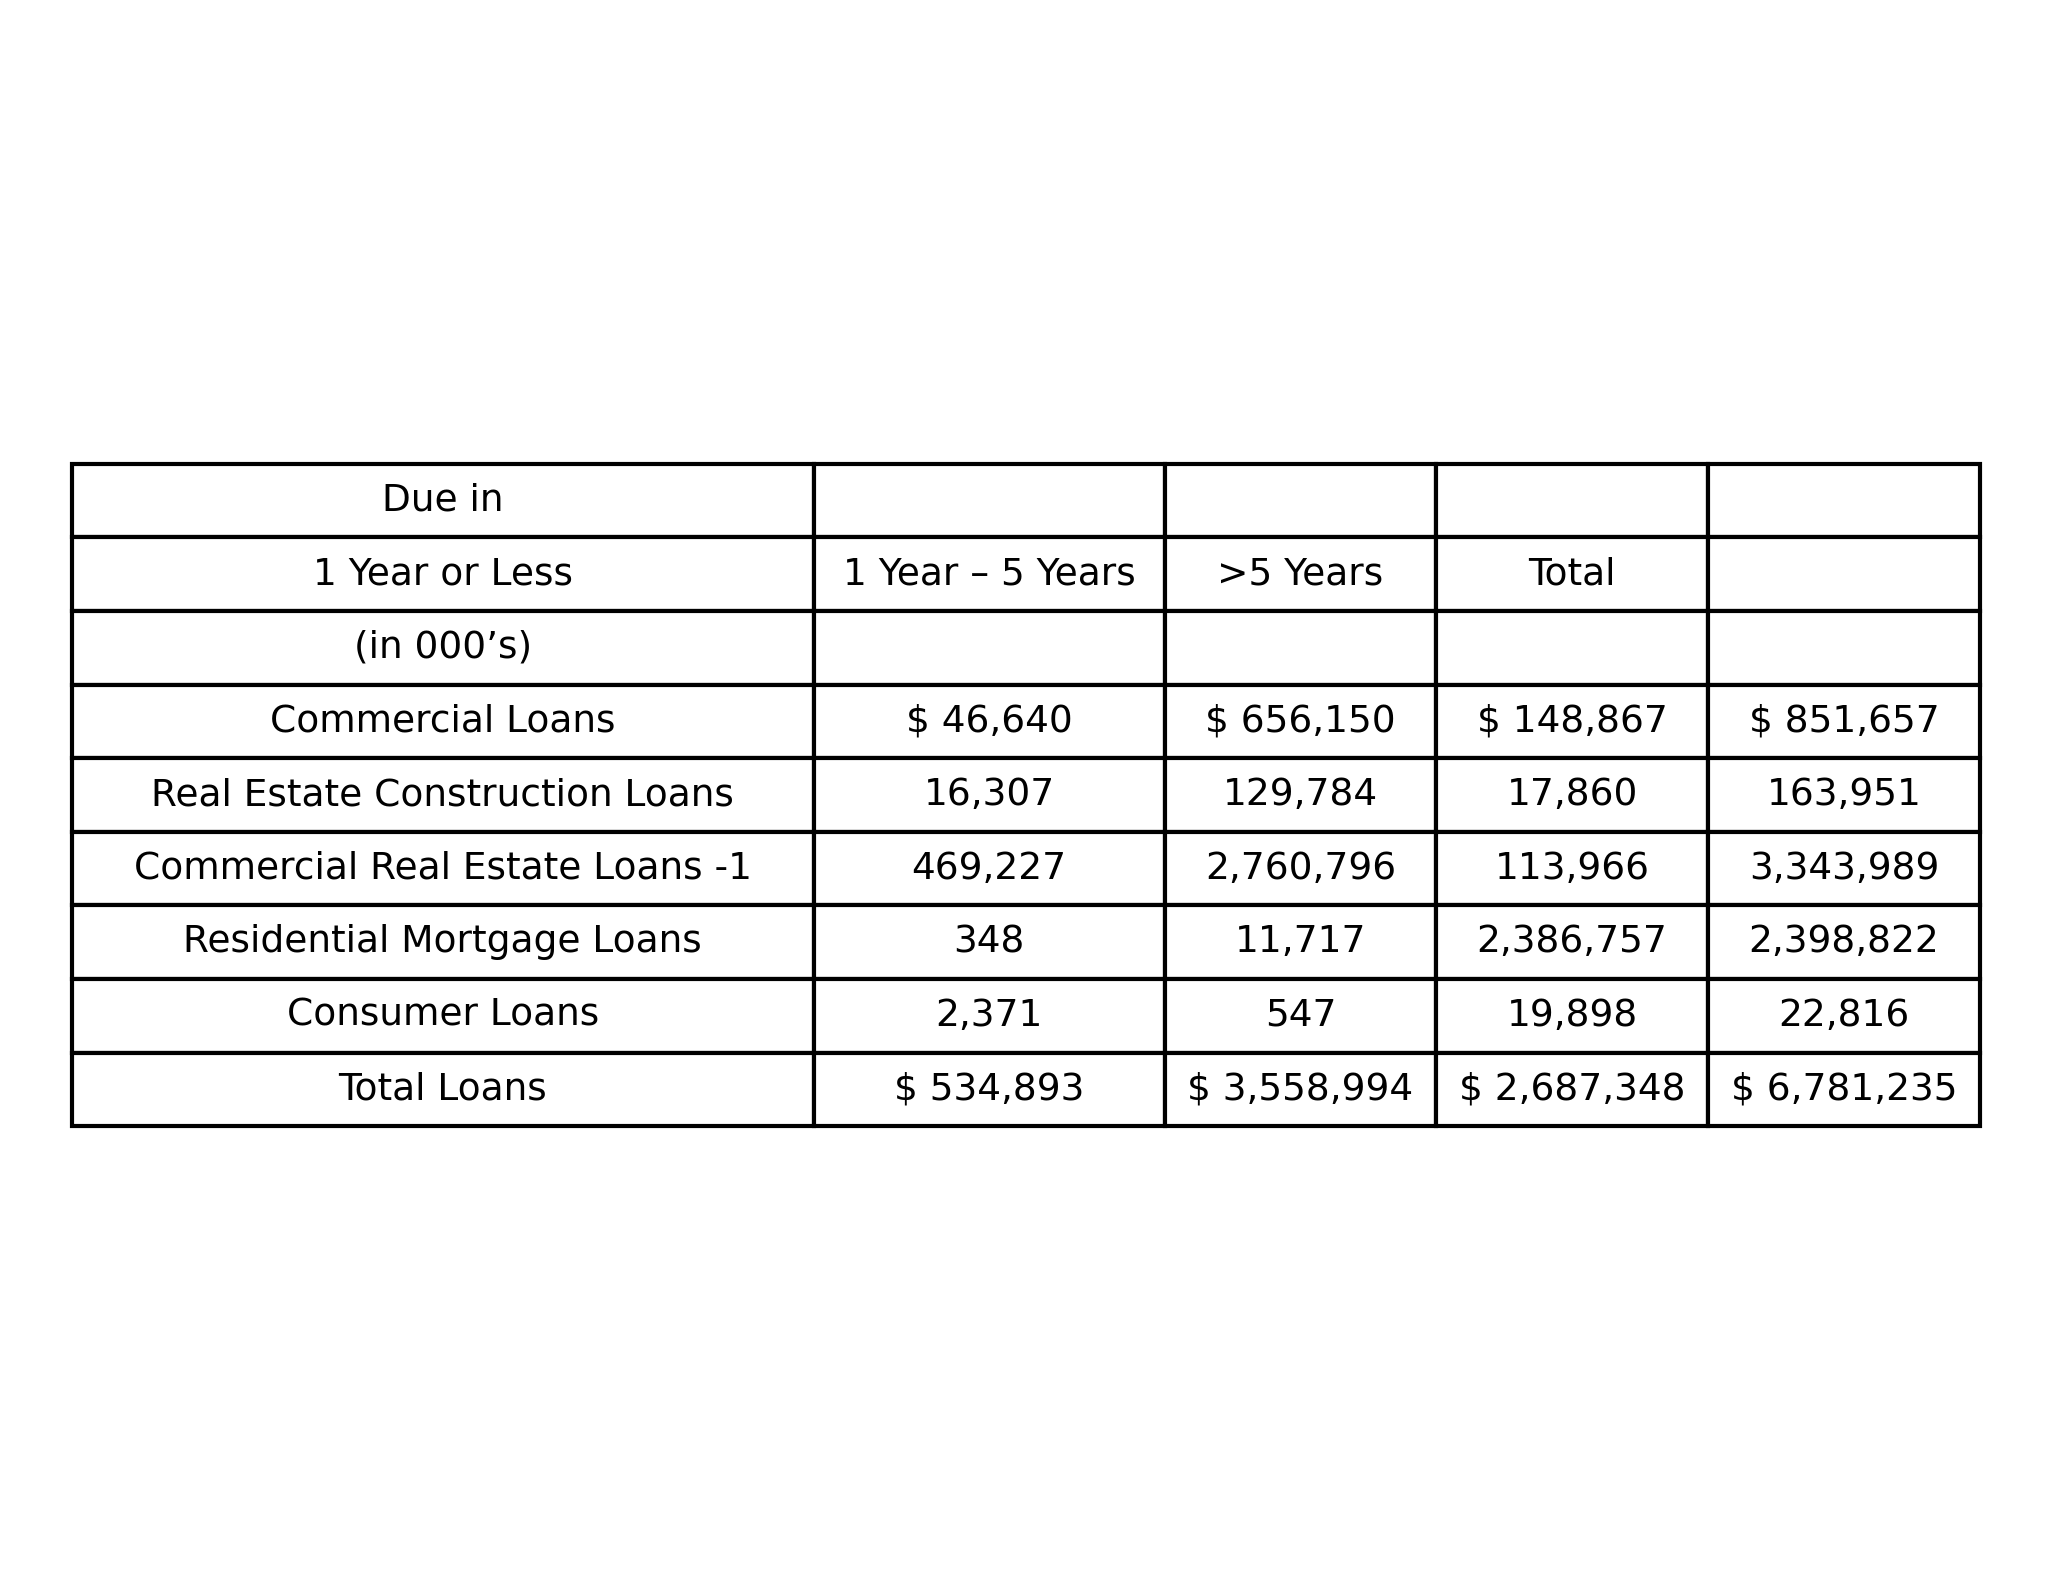 Due in
1 Year or Less 1 Year – 5 Years >5 Years Total
(in 000’s)
Commercial Loans $ 46,640 $ 656,150 $ 148,867 $ 851,657
Real Estate Construction Loans 16,307 129,784 17,860 163,951
Commercial Real Estate Loans -1 469,227 2,760,796 113,966 3,343,989
Residential Mortgage Loans 348 11,717 2,386,757 2,398,822
Consumer Loans 2,371 547 19,898 22,816
Total Loans $ 534,893 $ 3,558,994 $ 2,687,348 $ 6,781,235